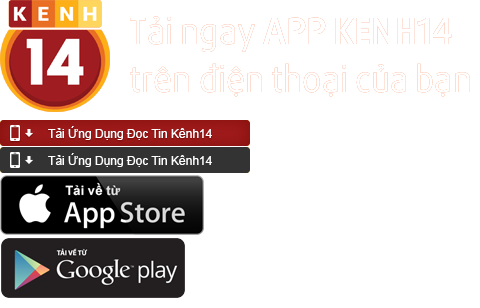 KENH
14
Tải ngay APP KENH14
trên điện thoại của bạn
Tải Ứng Dụng Đọc Tin Kênh14
Tải Ứng Dụng Đọc Tin Kênh14
Tải về từ
App Store
TẢI VỀ TỪ
Google play